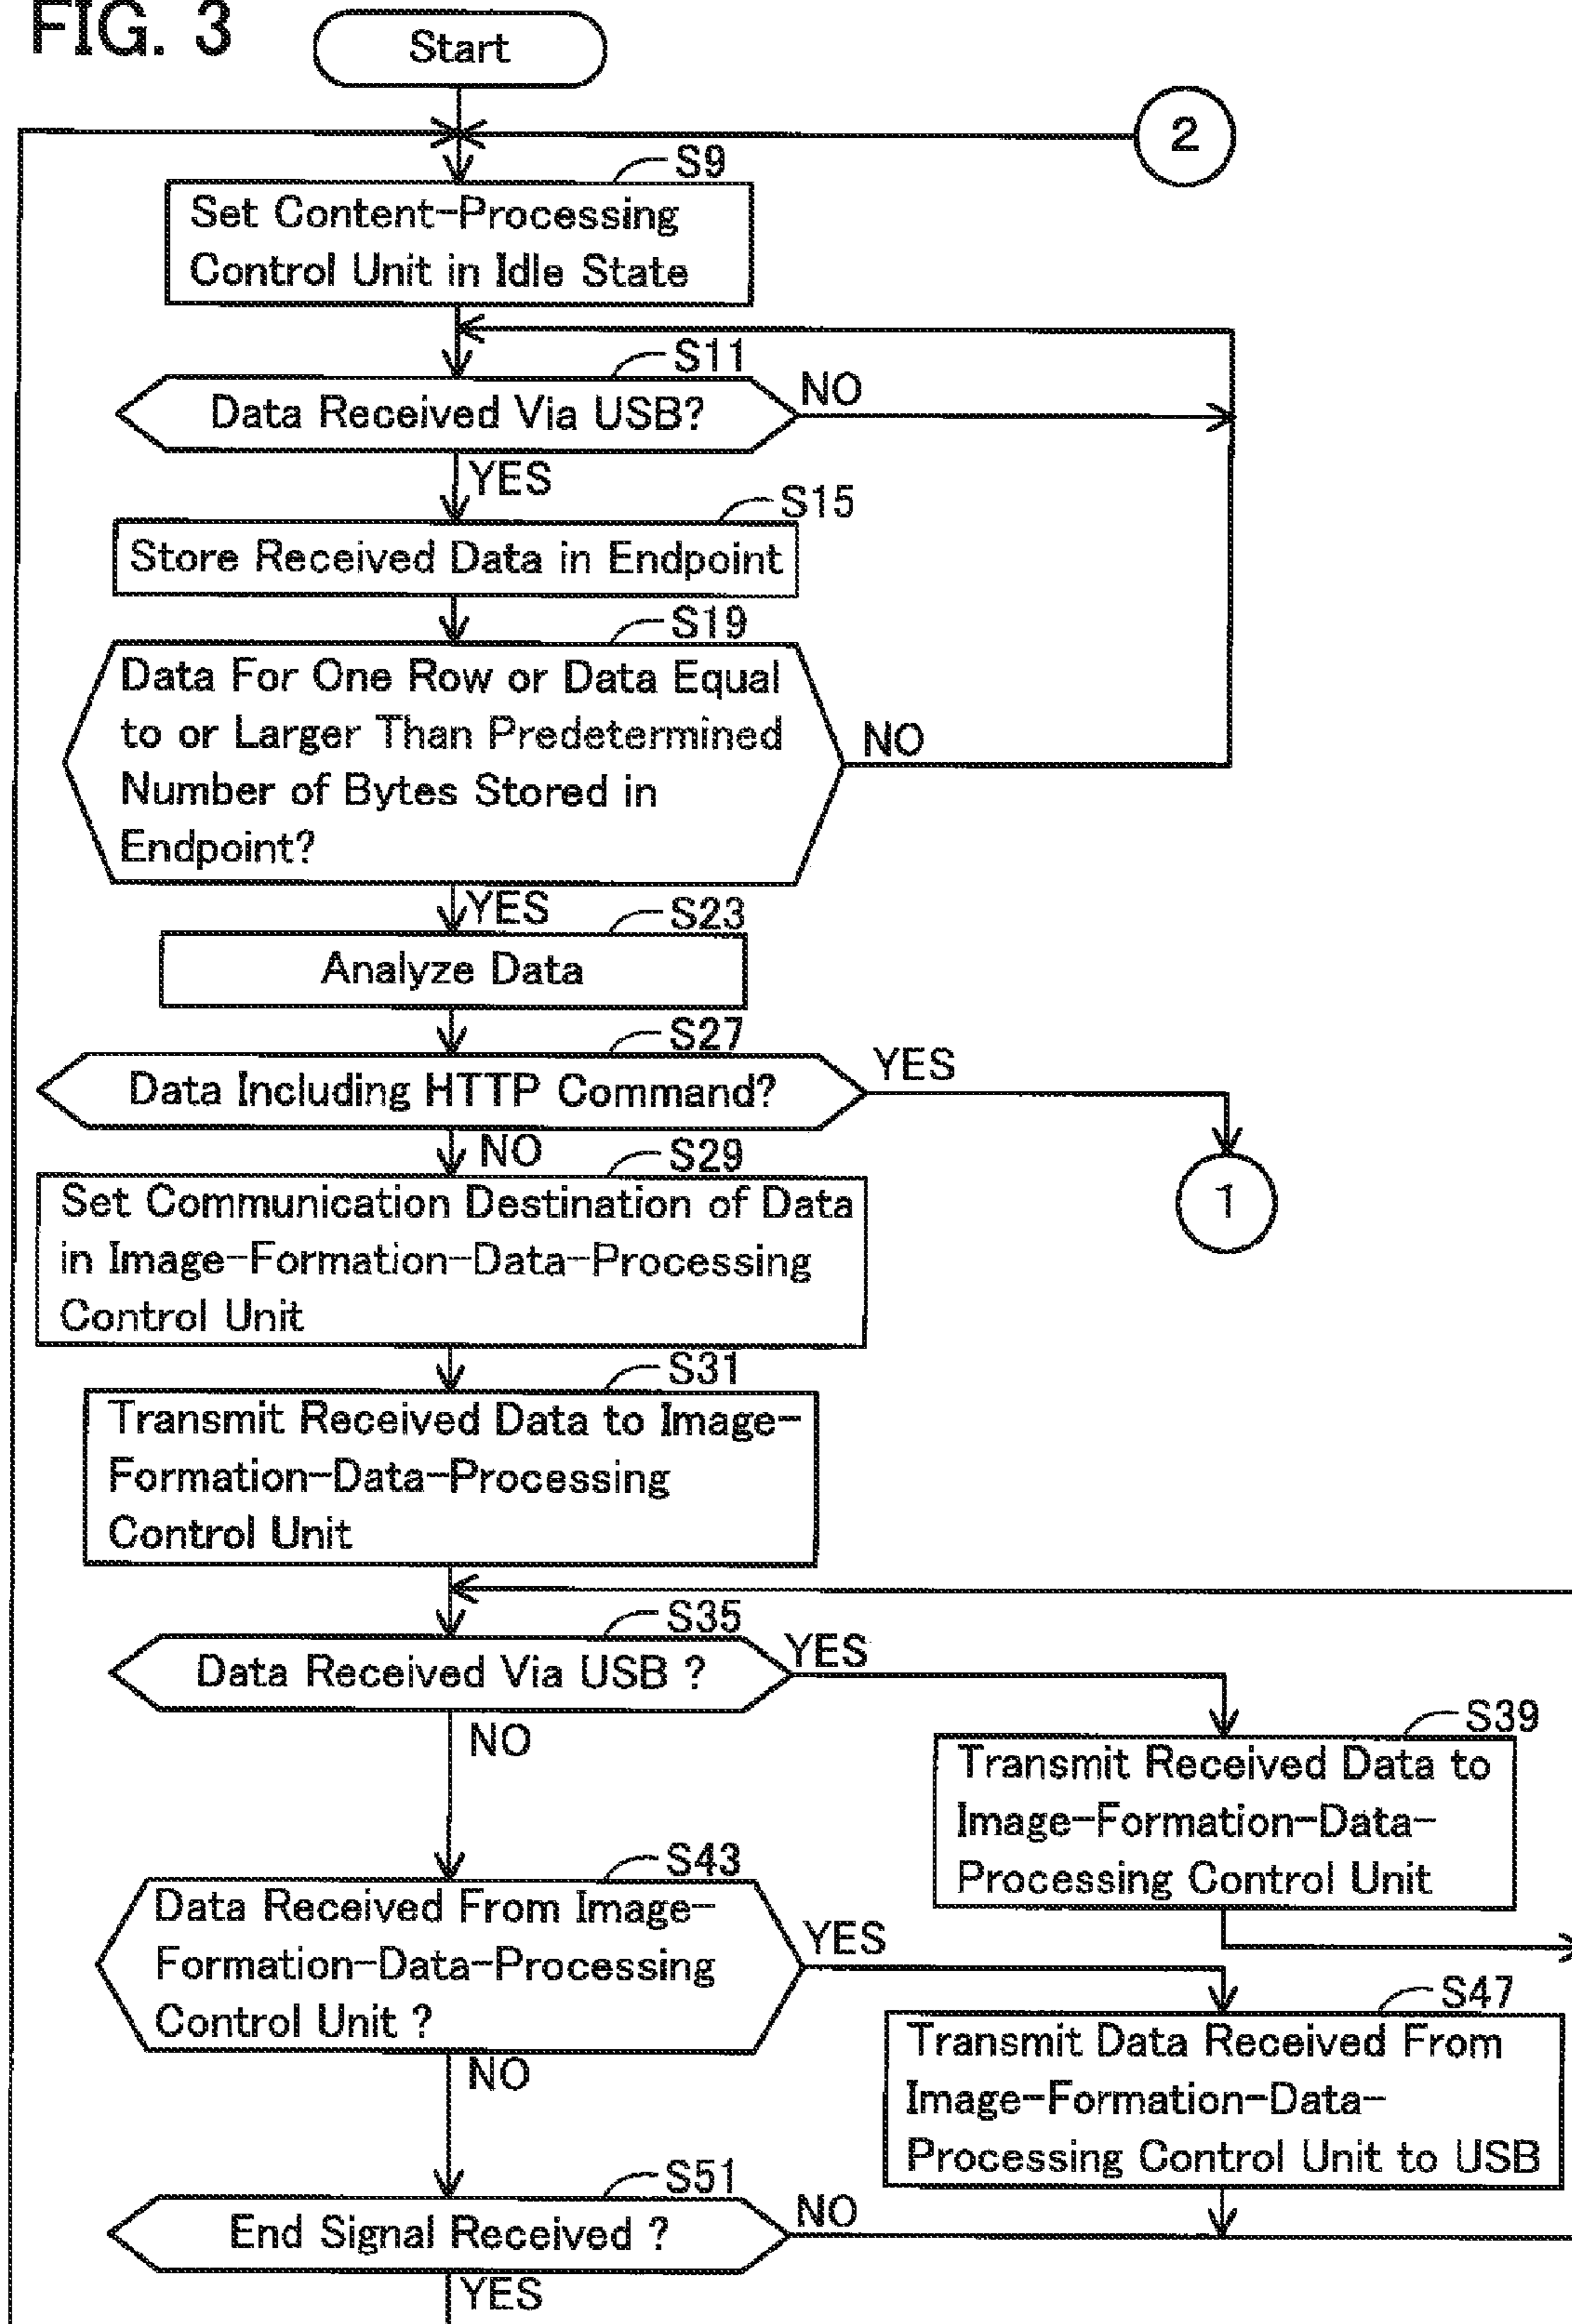 FIG. 3
Start
2
S9
Set Content-Processing
Control Unit in Idle State
S11
Data Received Via USB?
NO
YES
S15
Store Received Data in Endpoint
S19
Data For One Row or Data Equal
to or Larger Than Predetermined
Number of Bytes Stored in
Endpoint?
NO
YES
S23
Analyze Data
S27
Data Including HTTP Command?
YES
1
NO
S29
Set Communication Destination of Data
in Image-Formation-Data-Processing
Control Unit
S31
Transmit Received Data to Image-
Formation-Data-Processing
Control Unit
S35
Data Received Via USB ?
YES
NO
S39
Transmit Received Data to
Image-Formation-Data-
Processing Control Unit
S43
Data Received From Image-
Formation-Data-Processing
Control Unit ?
YES
NO
S47
Transmit Data Received From
Image-Formation-Data-
Processing Control Unit to USB
S51
End Signal Received ?
NO
YES